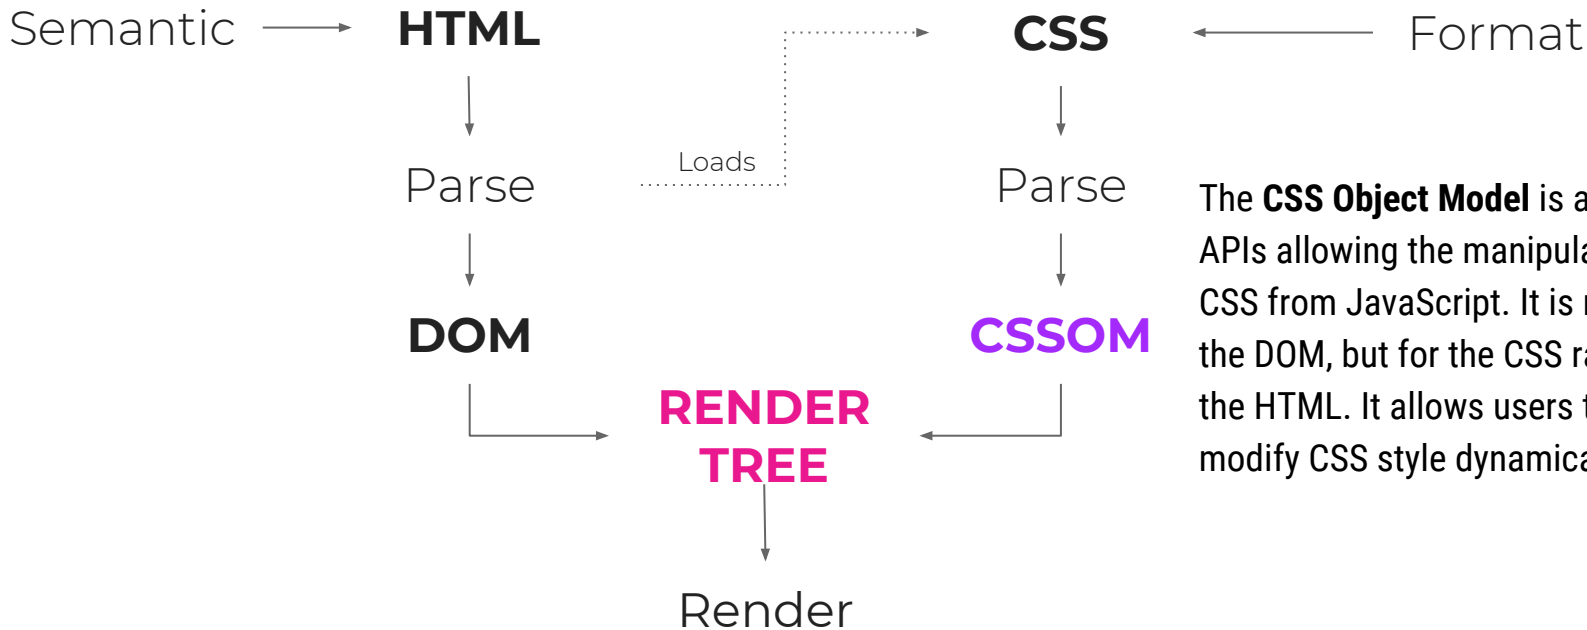 Semantic
HTML
CSS
Format
Loads
Parse
Parse
The CSS Object Model is a
APIs allowing the manipula
CSS from JavaScript. It is
the DOM, but for the CSS ra
the HTML. It allows users
modify CSS style dynamica
DOM
CSSOM
RENDER
TREE
Render